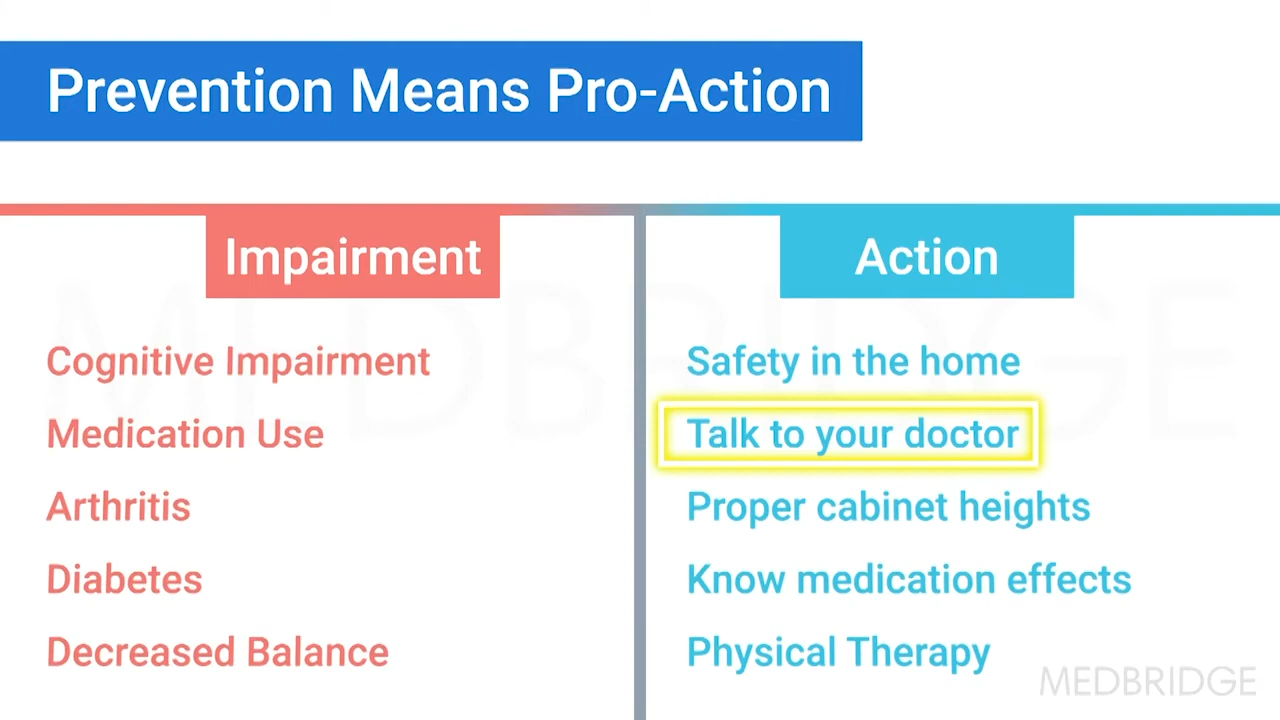 Prevention Means Pro-Action
Impairment
Action
Cognitive Impairment
Safety in the home
Medication Use
Talk to your doctor
Arthritis
Proper cabinet heights
Diabetes
Know medication effects
Decreased Balance
Physical Therapy
MEDBRIDGE
MEDBRIDGE